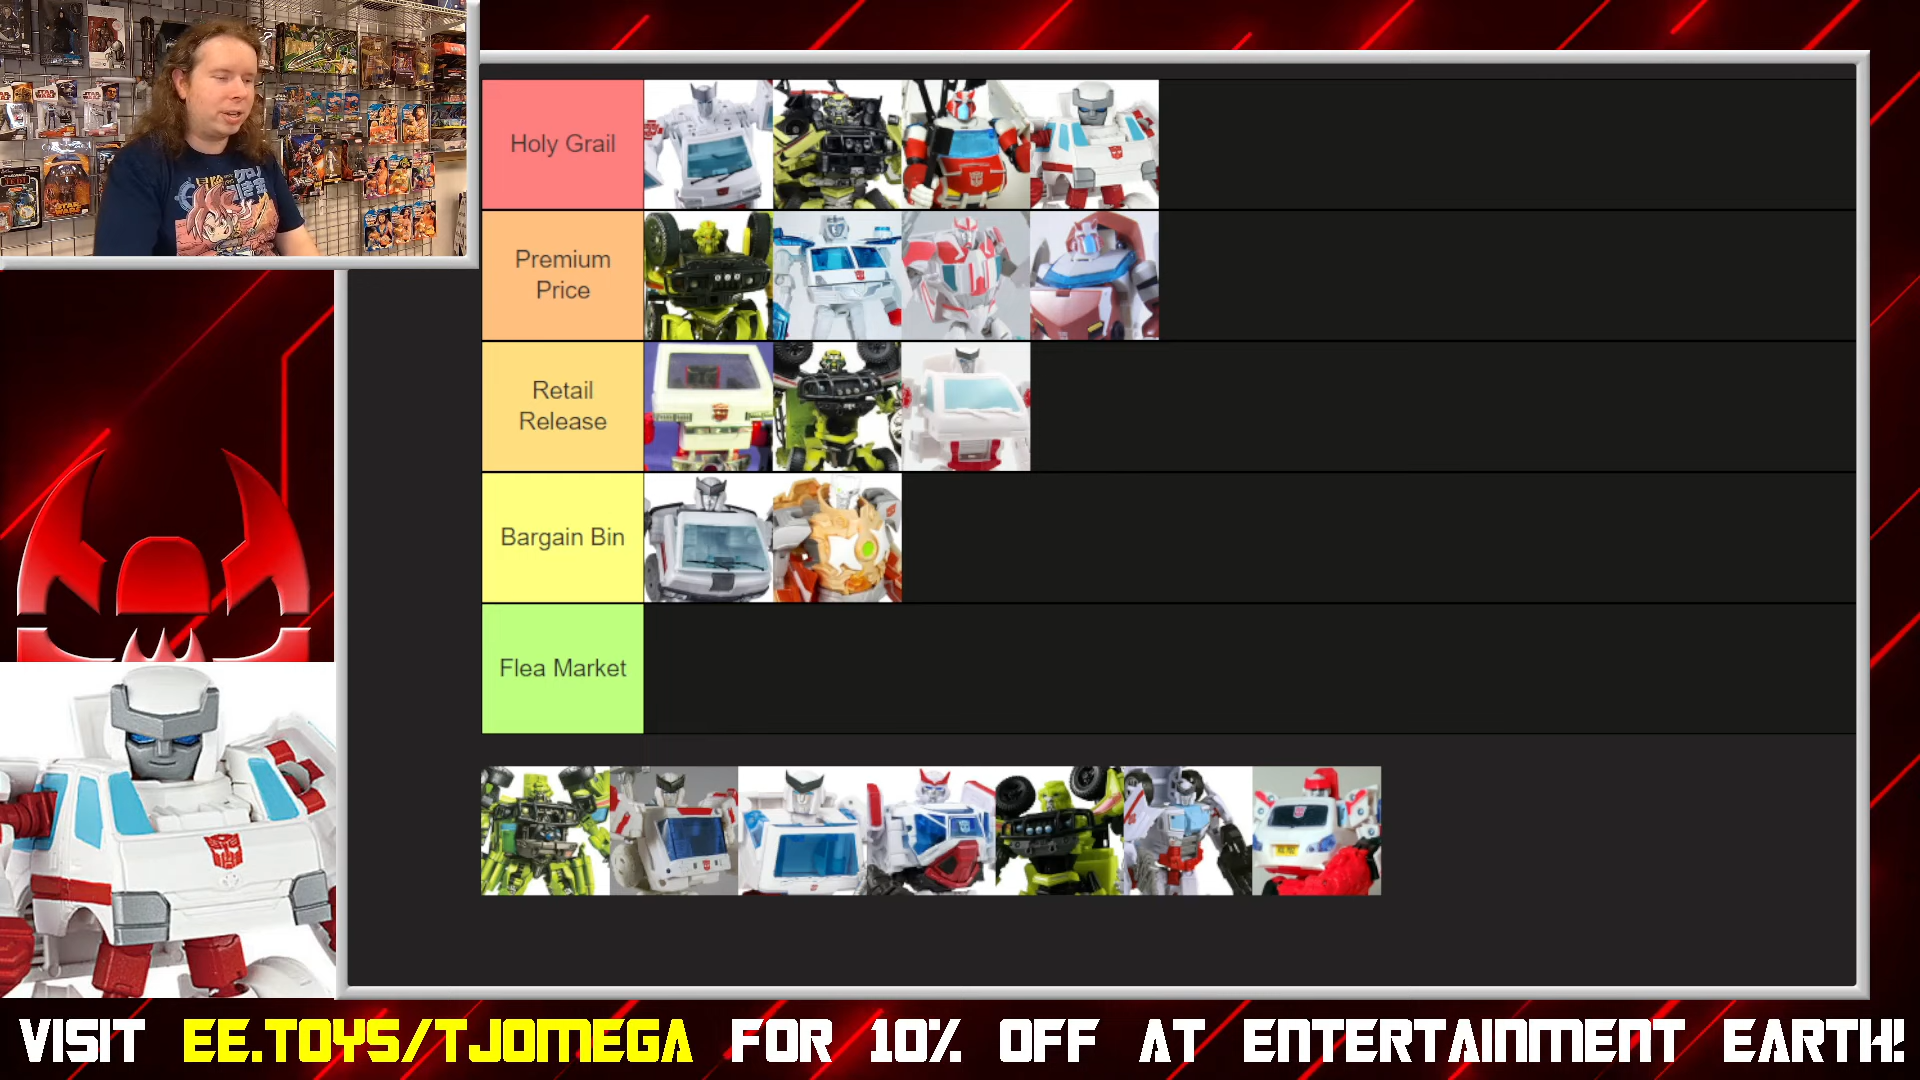 Holy Grail
Premium
Price
Retail
Release
Bargain Bin
Flea Market
VISIT EE.TOYS/TJOMEGA FOR 10% OFF AT ENTERTAINMENT EARTH!